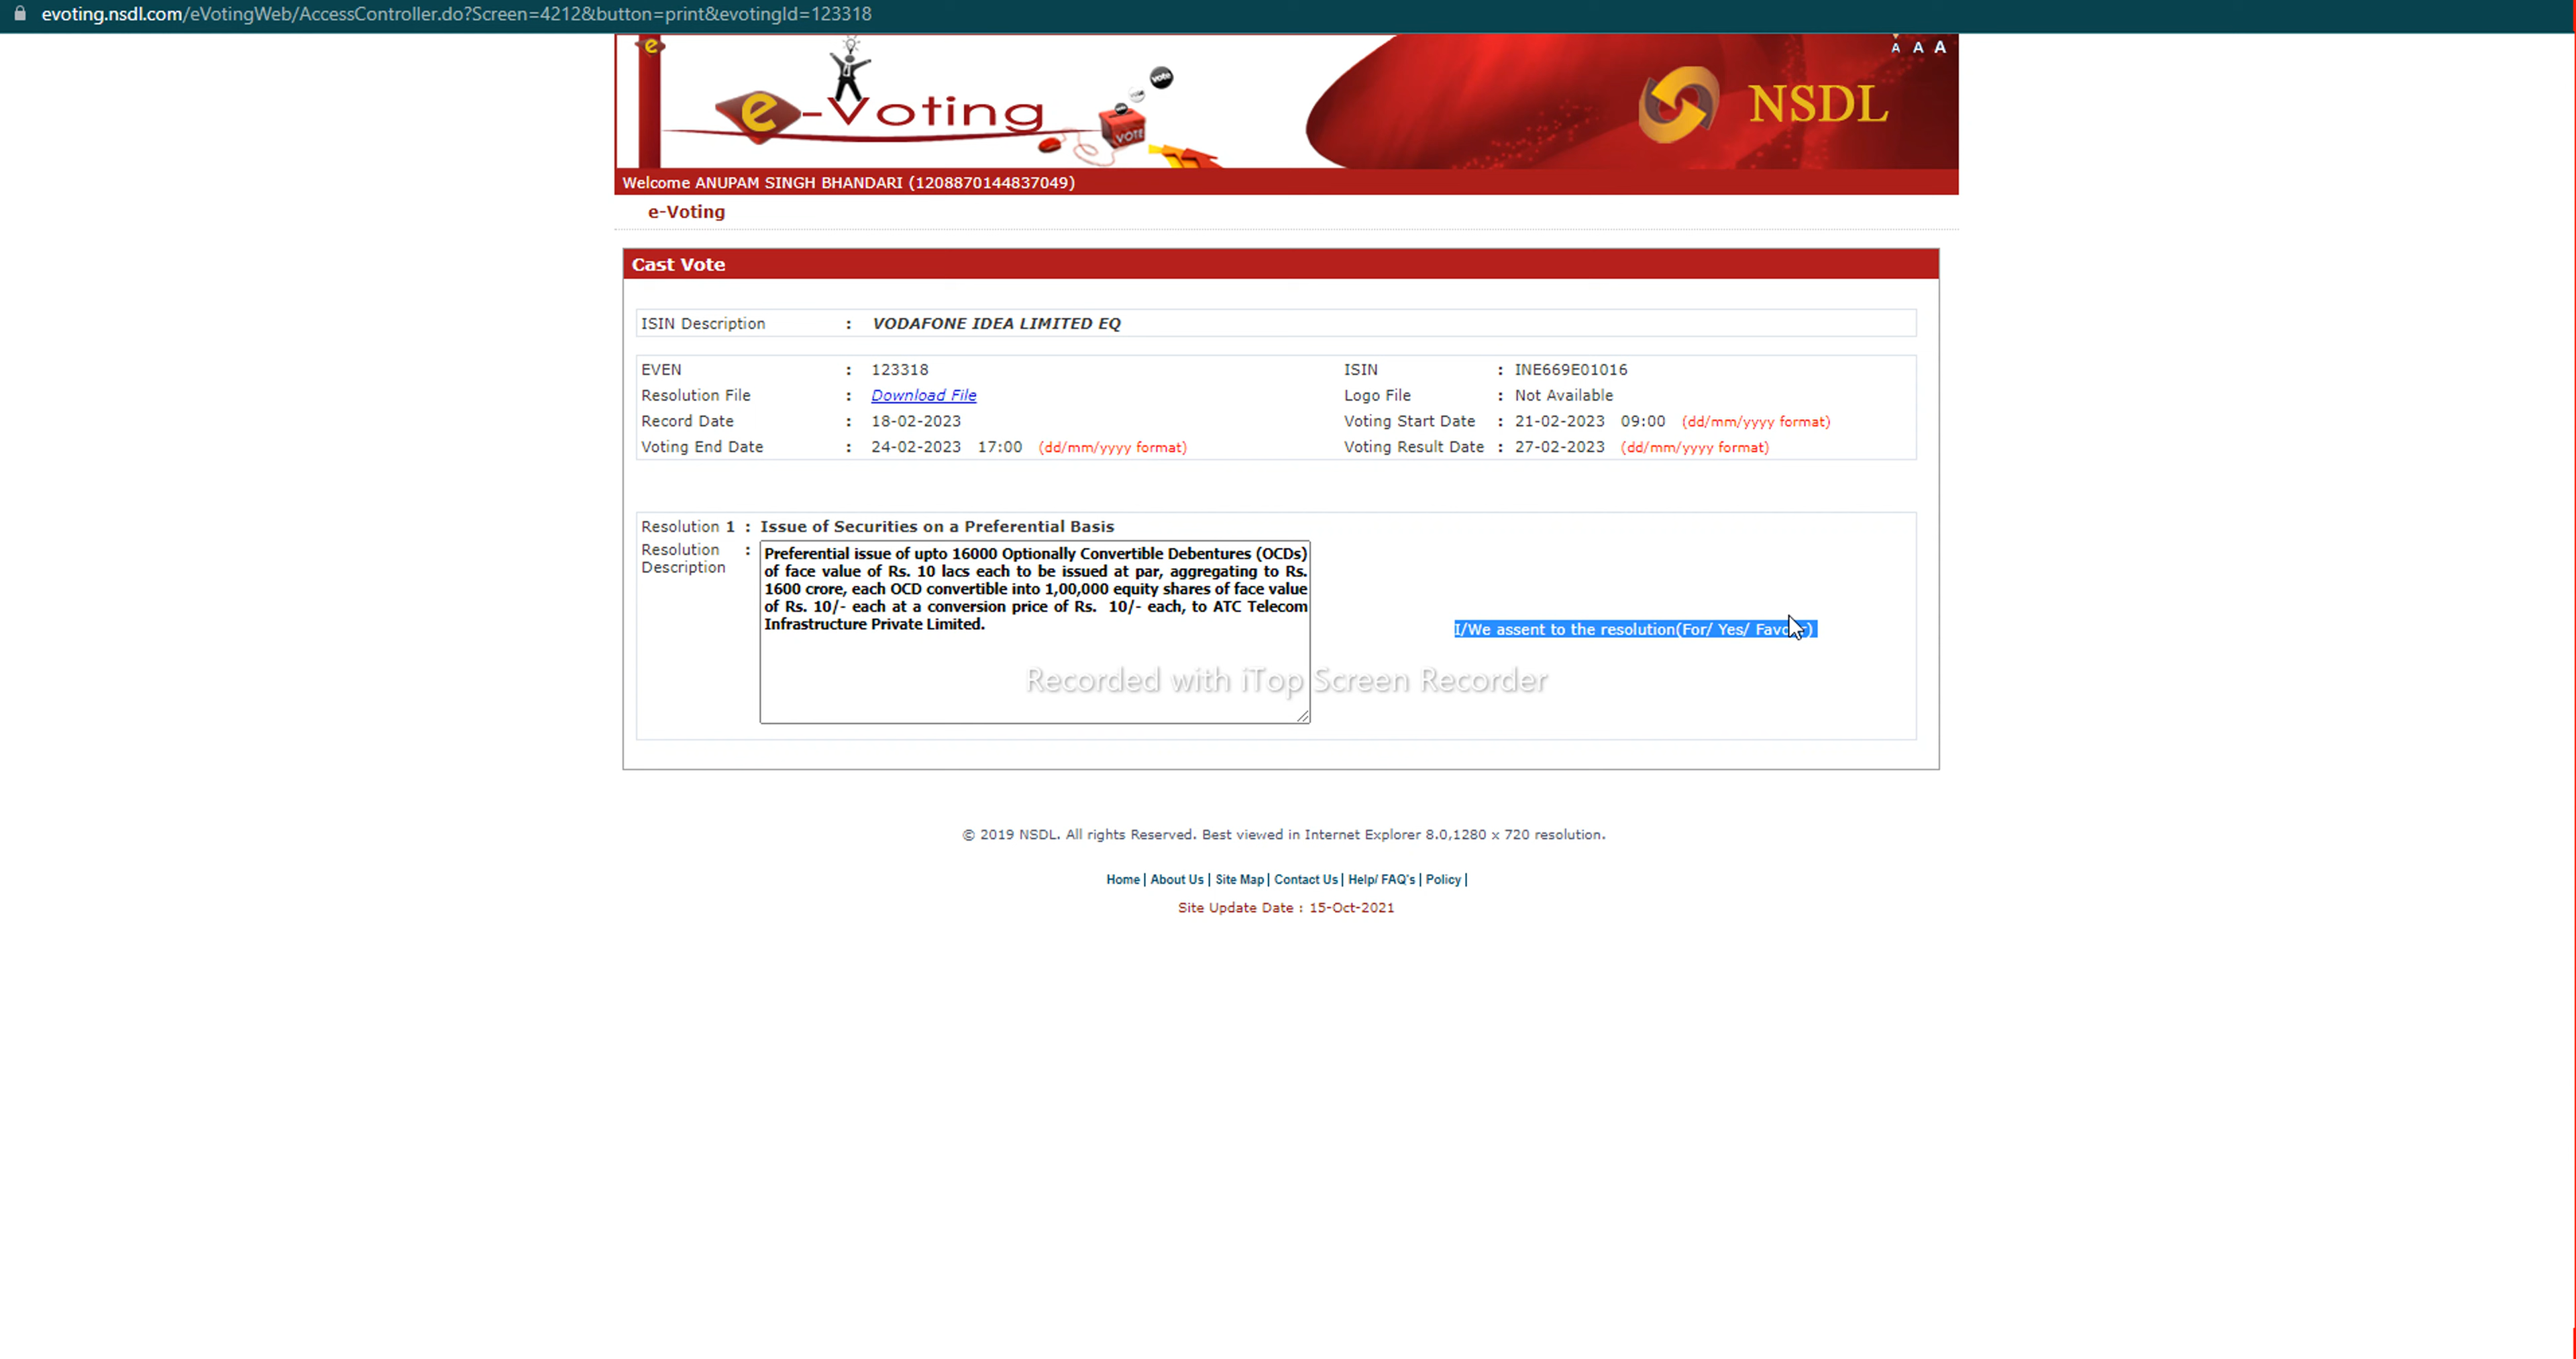 evoting.nsdl.com/eVotingWeb/AccessController.do?Screen=4212&button=print&evotingId=123318
e
A A A
e-Voting
vote
VOTE
NSDL
Welcome ANUPAM SINGH BHANDARI (1208870144837049)
e-Voting
Cast Vote
ISIN Description : VODAFONE IDEA LIMITED EQ
EVEN : 123318 ISIN : INE669E01016
Resolution File : Download File Logo File : Not Available
Record Date : 18-02-2023 Voting Start Date : 21-02-2023 09:00 (dd/mm/yyyy format)
Voting End Date : 24-02-2023 17:00 (dd/mm/yyyy format) Voting Result Date : 27-02-2023 (dd/mm/yyyy format)
Resolution 1 : Issue of Securities on a Preferential Basis
Resolution Description :
Preferential issue of upto 16000 Optionally Convertible Debentures (OCDs)
of face value of Rs. 10 lacs each to be issued at par, aggregating to Rs.
1600 crore, each OCD convertible into 1,00,000 equity shares of face value
of Rs. 10/- each at a conversion price of Rs. 10/- each, to ATC Telecom
Infrastructure Private Limited.
I/We assent to the resolution(For/ Yes/ Favour)
Recorded with iTop Screen Recorder
© 2019 NSDL. All rights Reserved. Best viewed in Internet Explorer 8.0,1280 x 720 resolution.
Home | About Us | Site Map | Contact Us | Help/ FAQ's | Policy |
Site Update Date : 15-Oct-2021